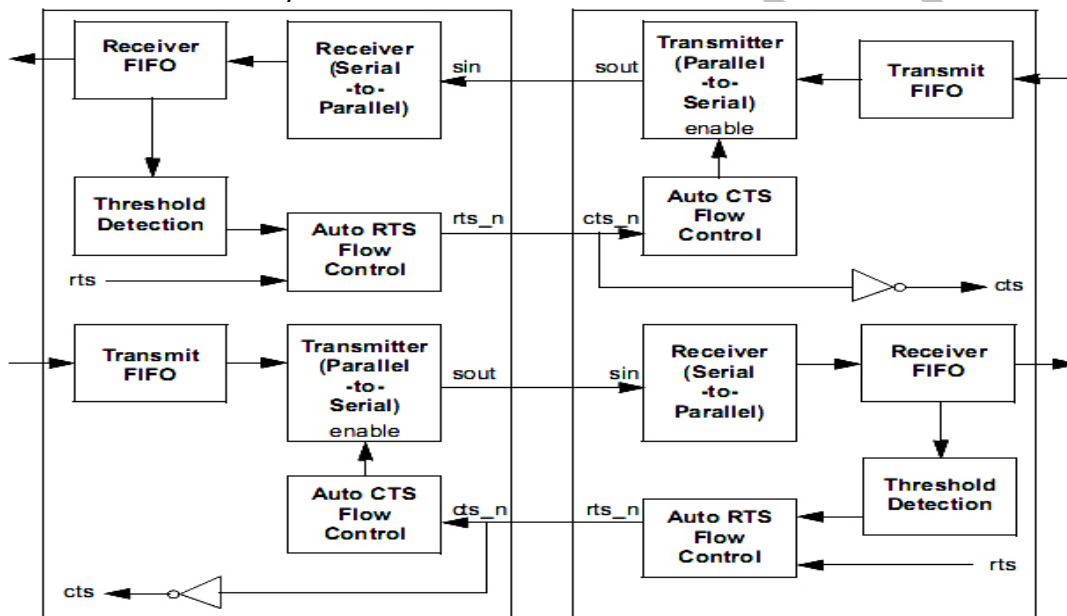 Receiver
FIFO
Receiver
(Serial
-to-
Parallel)
sin
sout
Transmitter
(Parallel
-to-
Serial)
enable
Transmit
FIFO
Threshold
Detection
Auto RTS
Flow
Control
rts_n
cts_n
Auto CTS
Flow
Control
rts
cts
Transmit
FIFO
Transmitter
(Parallel
-to-
Serial)
enable
sout
sin
Receiver
(Serial
-to-
Parallel)
Receiver
FIFO
Auto CTS
Flow
Control
cts_n
rts_n
Auto RTS
Flow
Control
Threshold
Detection
cts
rts